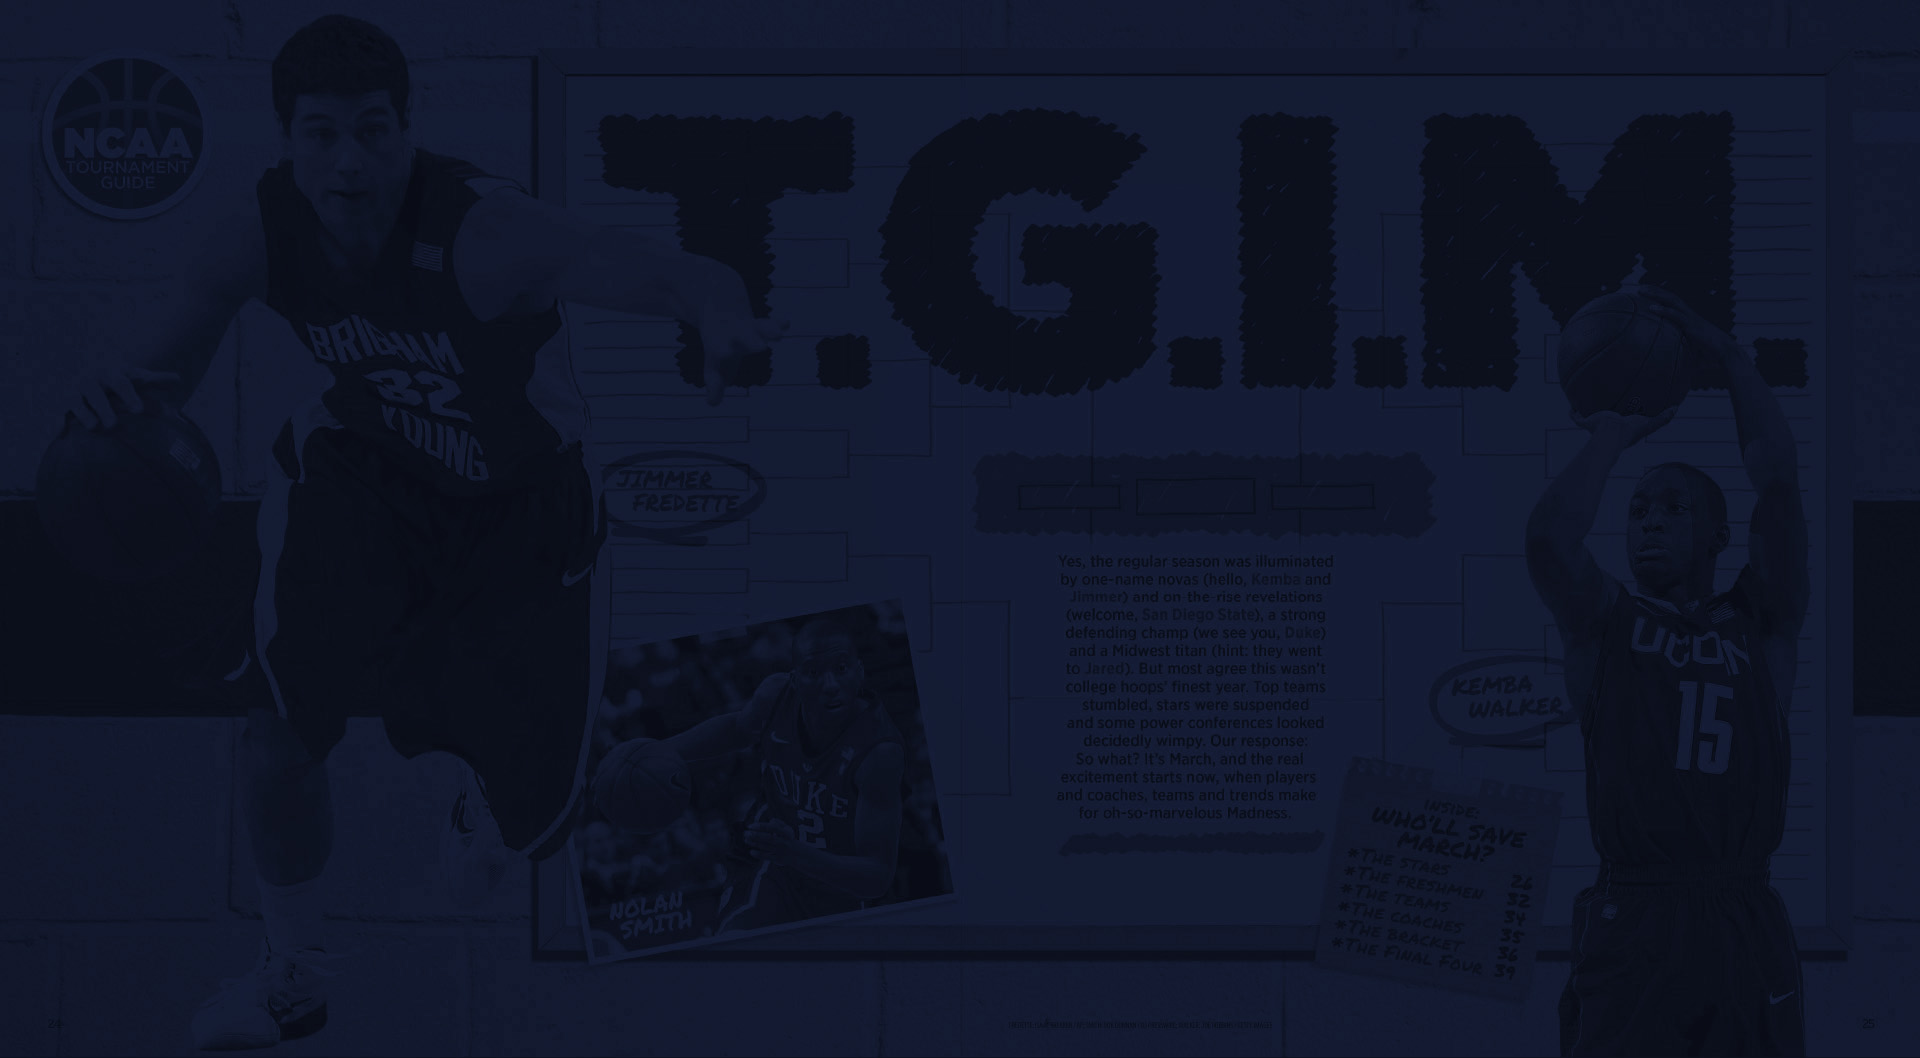 NCAA
TOURNAMENT
GUIDE
T.G.I.M.
BRIGHAM
32
YOUNG
JIMMER
FREDETTE
Yes, the regular season was illuminated
by one-name novas (hello, Kemba and
Jimmer) and on-the-rise revelations
(welcome, San Diego State), a strong
defending champ (we see you, Duke)
and a Midwest titan (hint: they went
to Jared). But most agree this wasn't
college hoops' finest year. Top teams
stumbled, stars were suspended
and some power conferences looked
decidedly wimpy. Our response:
So what? It's March, and the real
excitement starts now, when players
and coaches, teams and trends make
for oh-so-marvelous Madness.
DUKE
2
NOLAN
SMITH
KEMBA
WALKER
UCONN
15
INSIDE:
WHO'LL SAVE
MARCH?
*THE STARS 26
*THE FRESHMEN 32
*THE TEAMS 34
*THE COACHES 35
*THE BRACKET 36
*THE FINAL FOUR 39
25